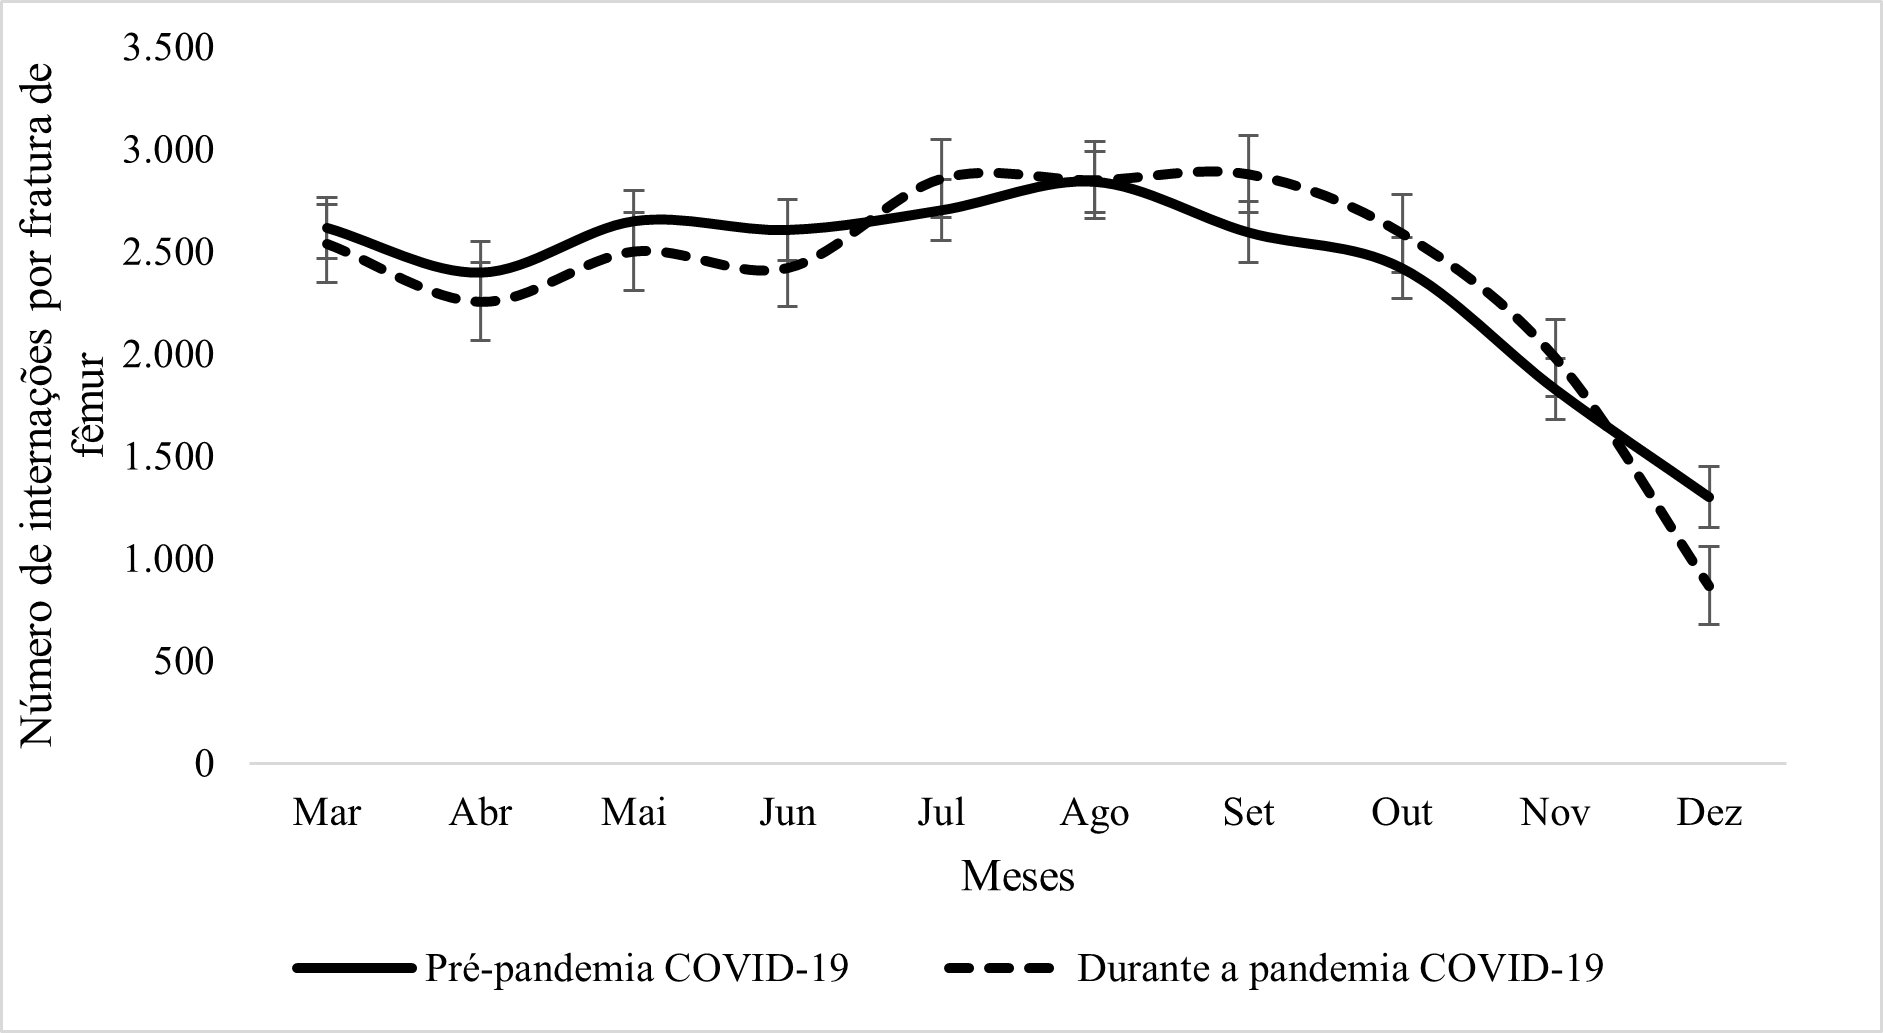 Número de internações por fratura de
fêmur
3.500
3.000
2.500
2.000
1.500
1.000
500
0
Mar Abr Mai Jun Jul Ago Set Out Nov Dez
Meses
Pré-pandemia COVID-19 Durante a pandemia COVID-19